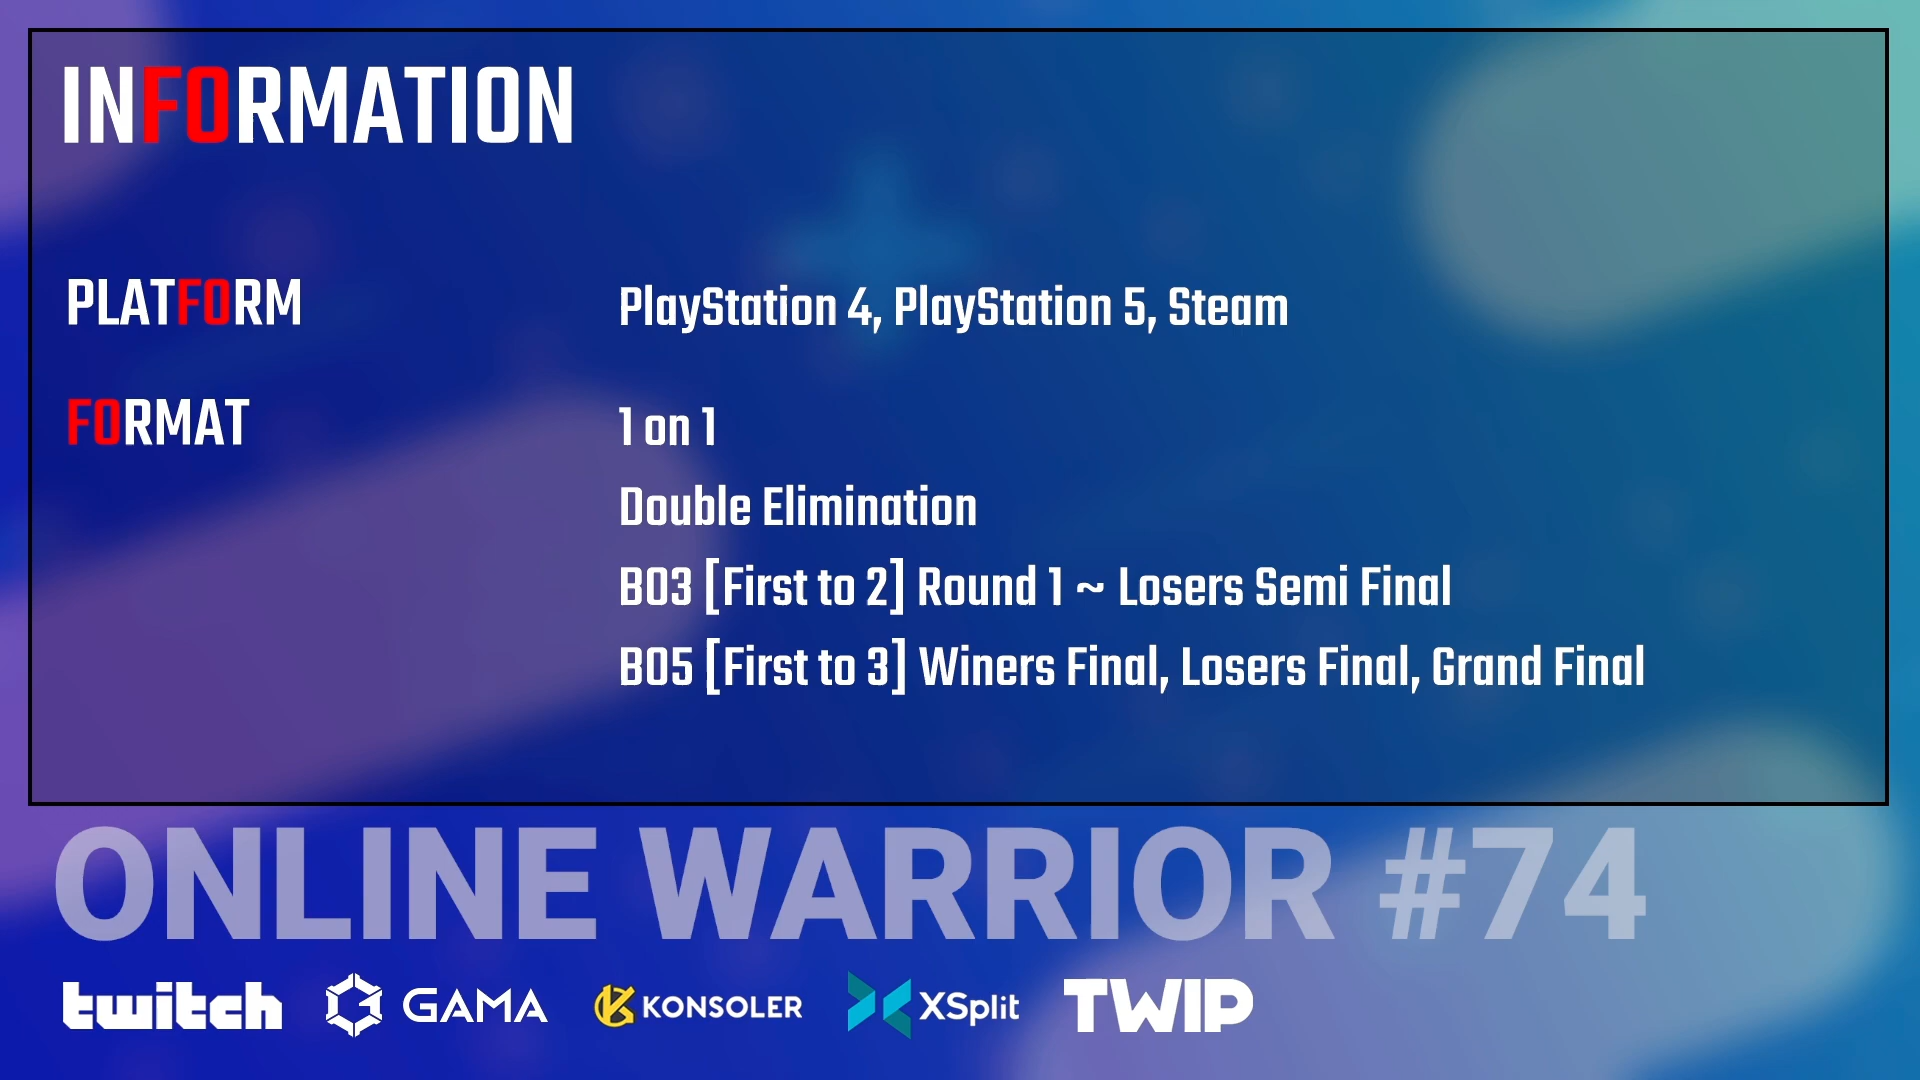 INFORMATION
PLATFORM
PlayStation 4, PlayStation 5, Steam
FORMAT
1 on 1
Double Elimination
BO3 [First to 2] Round 1 ~ Losers Semi Final
BO5 [First to 3] Winers Final, Losers Final, Grand Final
ONLINE WARRIOR #74
twitch GAMA KONSOLER XSplit TWIP